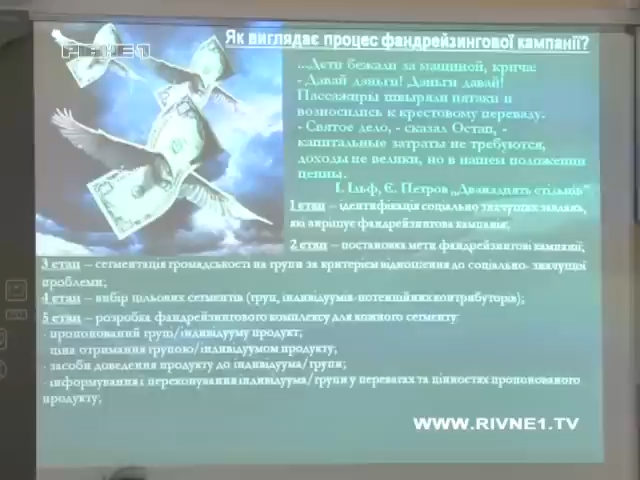 РІВНЕ 1
Як виглядає процес фандрейзингової кампанії?
...Дети бежали за машиной, крича:
- Давай деньги! Деньги давай!
Пассажиры швыряли пятаки и
возносились к крестовому перевалу.
- Святое дело, - сказал Остап, -
капитальные затраты не требуются,
доходы не велики, но в нашем положении
ценны.
І. Ільф, Є. Петров „Дванадцять стільців"
1 етап – ідентифікація соціально значущих завдань,
які вирішує фандрейзингова кампанія;
2 етап – постановка мети фандрейзингові кампанії;
3 етап – сегментація громадськості на групи за критерієм відношення до соціально- значущої
проблеми;
4 етап – вибір цільових сегментів (груп, індивідуумів-потенційних контрибуторів);
5 етап – розробка фандрейзингового комплексу для кожного сегменту
- пропонований групі/індивідууму продукт;
- ціна отримання групою/індивідуумом продукту;
- засоби доведення продукту до індивідуума/групи;
- інформування і переконування індивідуума/групи у перевагах та цінностях пропонованого
продукту;
WWW.RIVNE1.TV